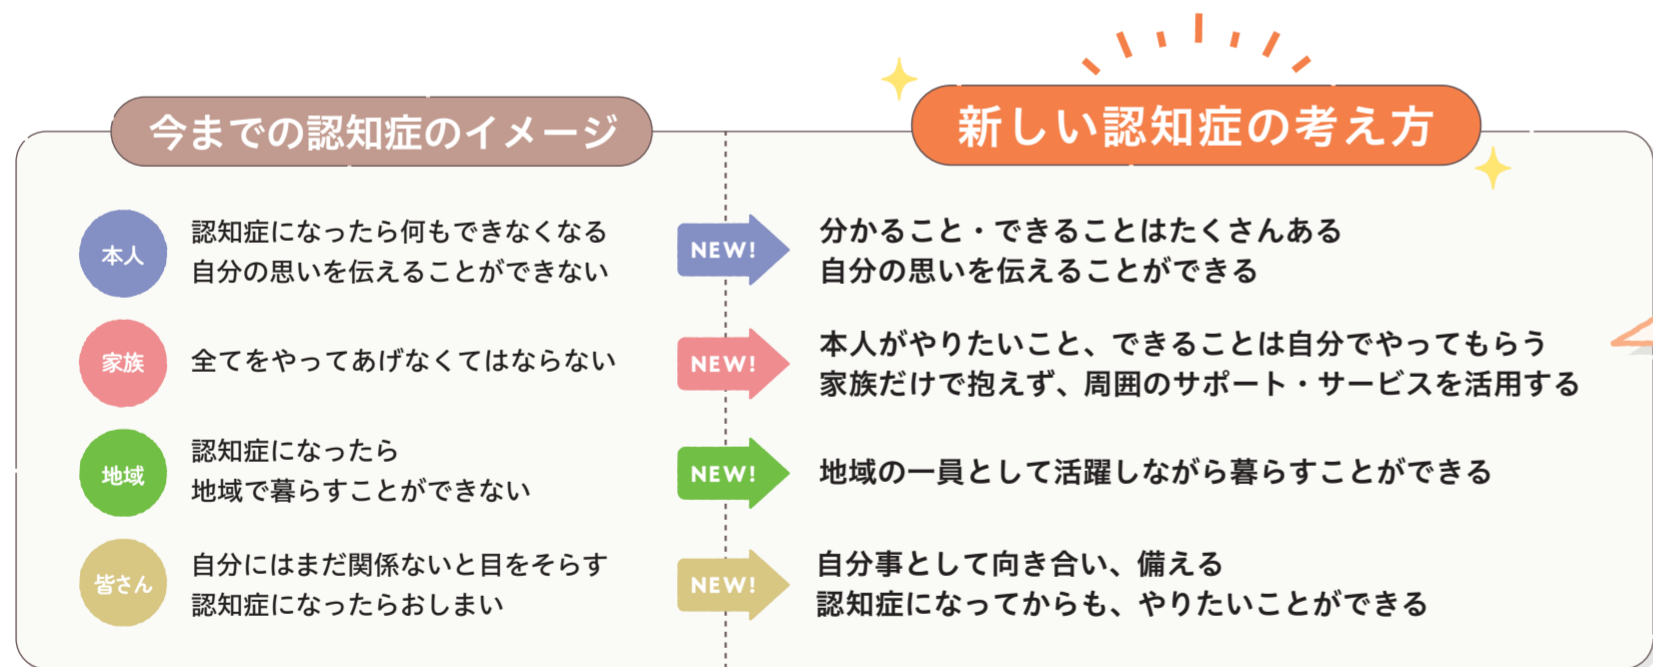 今までの認知症のイメージ
新しい認知症の考え方
本人
認知症になったら何もできなくなる
自分の思いを伝えることができない
NEW!
分かること・できることはたくさんある
自分の思いを伝えることができる
家族
全てをやってあげなくてはならない
NEW!
本人がやりたいこと、できることは自分でやってもらう
家族だけで抱えず、周囲のサポート・サービスを活用する
地域
認知症になったら
地域で暮らすことができない
NEW!
地域の一員として活躍しながら暮らすことができる
皆さん
自分にはまだ関係ないと目をそらす
認知症になったらおしまい
NEW!
自分事として向き合い、備える
認知症になってからも、やりたいことができる